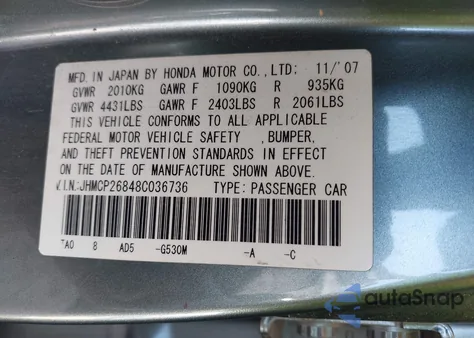 MFD.IN JAPAN BY HONDA MOTOR CO.,LTD: 11/'07
GVWR 2010KG GAWR F 1090KG R 935KG
GVWR 4431LBS GAWR F 2403LBS R 2061LBS
THIS VEHICLE CONFORMS TO ALL APPLICABLE
FEDERAL MOTOR VEHICLE SAFETY ,BUMPER,
AND THEFT PREVENTION STANDARDS IN EFFECT
ON THE DATE OF MANUFACTURE SHOWN ABOVE.
V.I.N.:JHMCP26848C036736 TYPE: PASSENGER CAR
TA0 8 AD5 -G530M -A -C
autoSnap